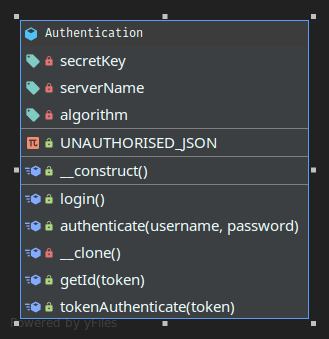 Authentication
secretKey
serverName
algorithm
UNAUTHORISED_JSON
__construct()
login()
authenticate(username, password)
__clone()
getId(token)
tokenAuthenticate(token)
Powered by yFiles